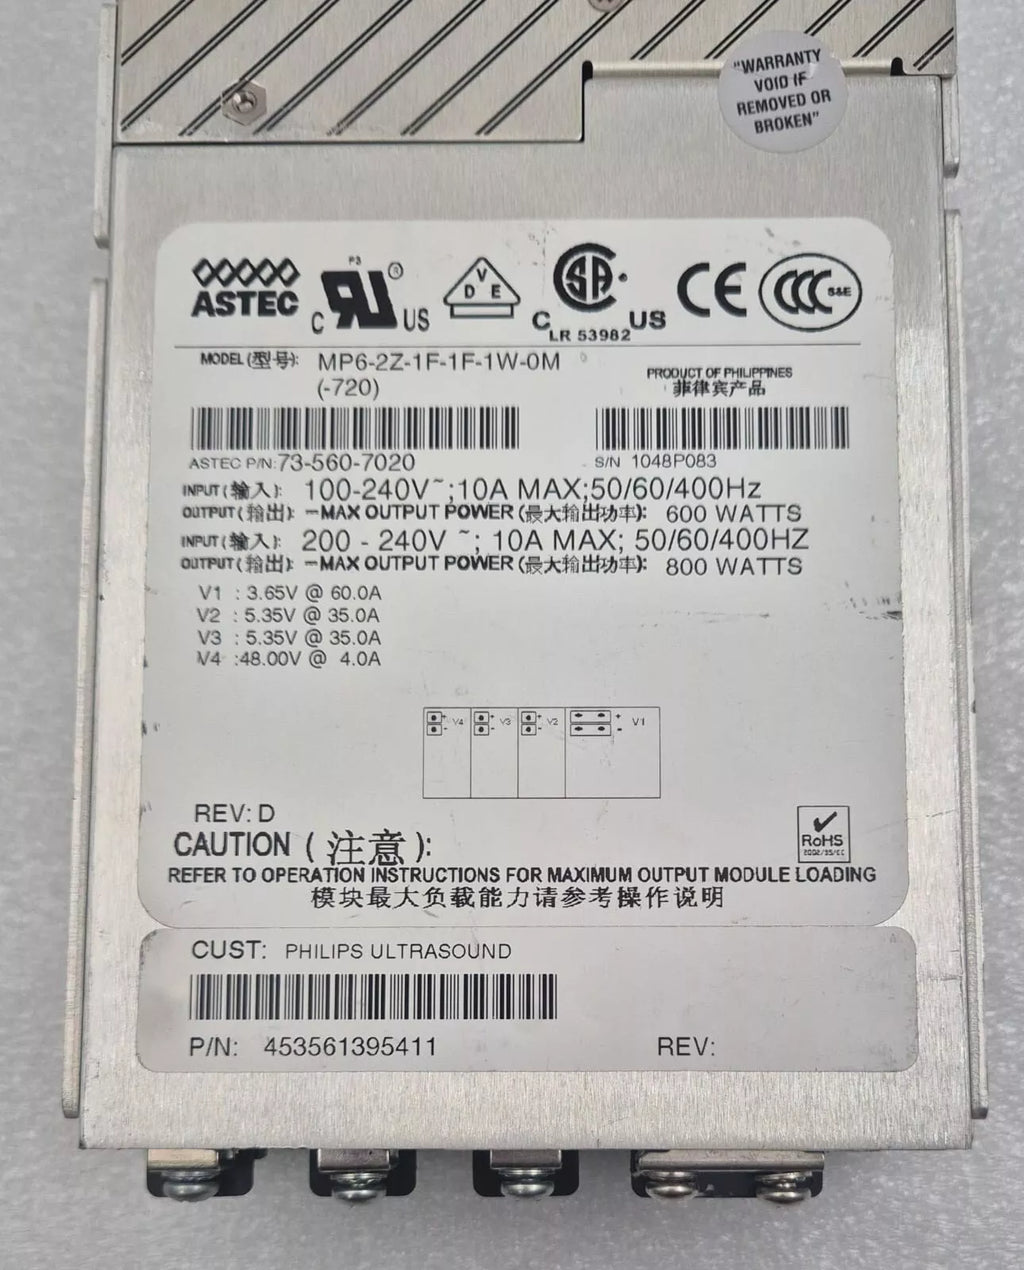 "WARRANTY
VOID IF
REMOVED OR
BROKEN"
ASTEC
P3
C RU ® US
V
D E
C SA US
LR 53982
CE
CCC S&E
MODEL(型号): MP6-2Z-1F-1F-1W-0M
(-720)
PRODUCT OF PHILIPPINES
菲律宾产品
ASTEC P/N: 73-560-7020
S/N 1048P083
INPUT(输入): 100-240V~;10A MAX;50/60/400Hz
OUTPUT(输出): -MAX OUTPUT POWER(最大输出功率): 600 WATTS
INPUT(输入): 200 - 240V ~; 10A MAX; 50/60/400HZ
OUTPUT(输出): -MAX OUTPUT POWER(最大输出功率): 800 WATTS
V1 : 3.65V @ 60.0A
V2 : 5.35V @ 35.0A
V3 : 5.35V @ 35.0A
V4 :48.00V @ 4.0A
+ V4 + V3 + V2 + V1
- - - -
REV: D
RoHS
2002/95/EC
CAUTION (注意):
REFER TO OPERATION INSTRUCTIONS FOR MAXIMUM OUTPUT MODULE LOADING
模块最大负载能力请参考操作说明
CUST: PHILIPS ULTRASOUND
P/N: 453561395411
REV: